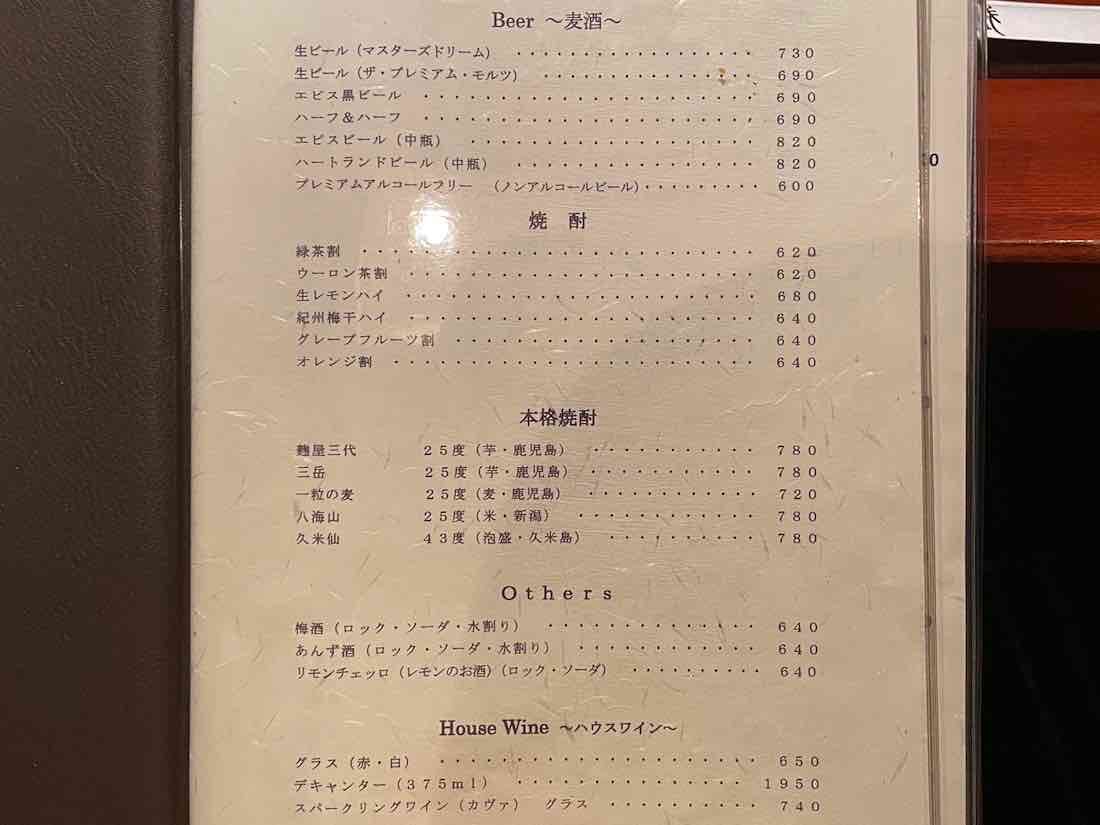 Beer ～麦酒～
生ビール（マスターズドリーム） ・・・・・・・・・・・・・・・・・ 730
生ビール（ザ・プレミアム・モルツ） ・・・・・・・・・・・・・・・ 690
エビス黒ビール ・・・・・・・・・・・・・・・・・・・・・・・ 690
ハーフ＆ハーフ ・・・・・・・・・・・・・・・・・・・・・・・ 690
エビスビール（中瓶） ・・・・・・・・・・・・・・・・・・・・ 820
ハートランドビール（中瓶） ・・・・・・・・・・・・・・・・・ 820
プレミアムアルコールフリー （ノンアルコールビール）・・・・・・・・・ 600
焼 酎
緑茶割 ・・・・・・・・・・・・・・・・・・・・・・・・・・・ 620
ウーロン茶割 ・・・・・・・・・・・・・・・・・・・・・・・・ 620
生レモンハイ ・・・・・・・・・・・・・・・・・・・・・・・・ 680
紀州梅干ハイ ・・・・・・・・・・・・・・・・・・・・・・・・ 640
グレープフルーツ割 ・・・・・・・・・・・・・・・・・・・・・ 640
オレンジ割 ・・・・・・・・・・・・・・・・・・・・・・・・・ 640
本格焼酎
麹屋三代 25度（芋・鹿児島） ・・・・・・・・・・・・ 780
三岳 25度（芋・鹿児島） ・・・・・・・・・・・・ 780
一粒の麦 25度（麦・鹿児島） ・・・・・・・・・・・・ 720
八海山 25度（米・新潟） ・・・・・・・・・・・・・ 780
久米仙 43度（泡盛・久米島） ・・・・・・・・・・・ 780
Others
梅酒（ロック・ソーダ・水割り） ・・・・・・・・・・・・・・ 640
あんず酒（ロック・ソーダ・水割り） ・・・・・・・・・・・・ 640
リモンチェッロ（レモンのお酒）（ロック・ソーダ） ・・・・・・・・・ 640
House Wine ～ハウスワイン～
グラス（赤・白） ・・・・・・・・・・・・・・・・・・・・・ 650
デキャンター（375ml） ・・・・・・・・・・・・・・・ 1950
スパークリングワイン（カヴァ） グラス ・・・・・・・・・・ 740